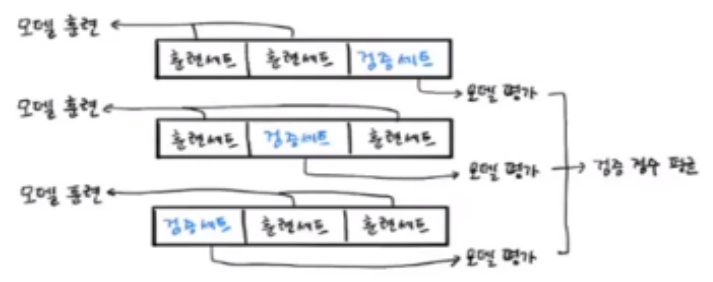 모델 훈련
훈련세트 훈련세트 검증세트
모델 평가
모델 훈련
훈련세트 검증세트 훈련세트
모델 평가
검증 점수 평균
모델 훈련
검증세트 훈련세트 훈련세트
모델 평가